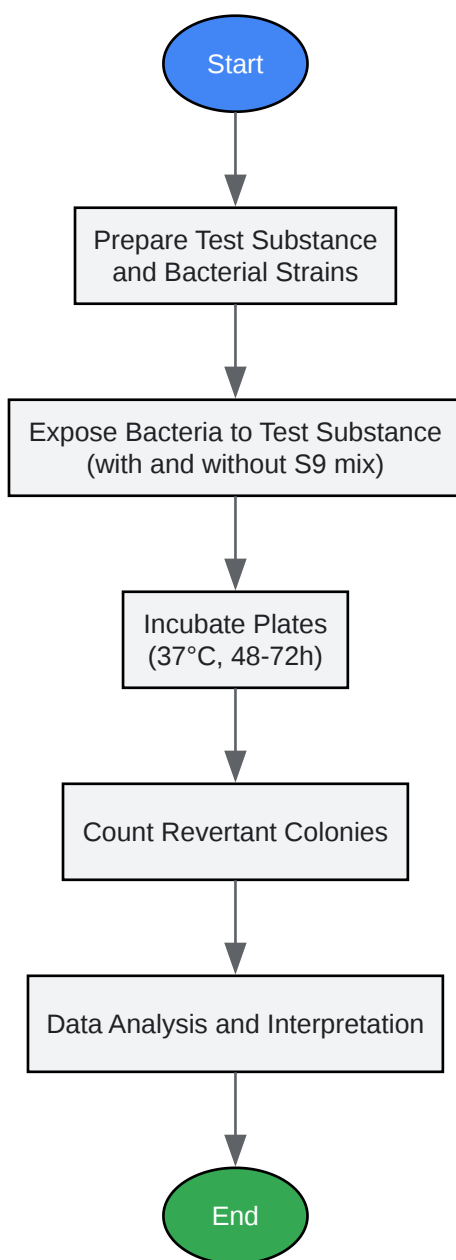 Start
Prepare Test Substance
and Bacterial Strains
Expose Bacteria to Test Substance
(with and without S9 mix)
Incubate Plates
(37°C, 48-72h)
Count Revertant Colonies
Data Analysis and Interpretation
End